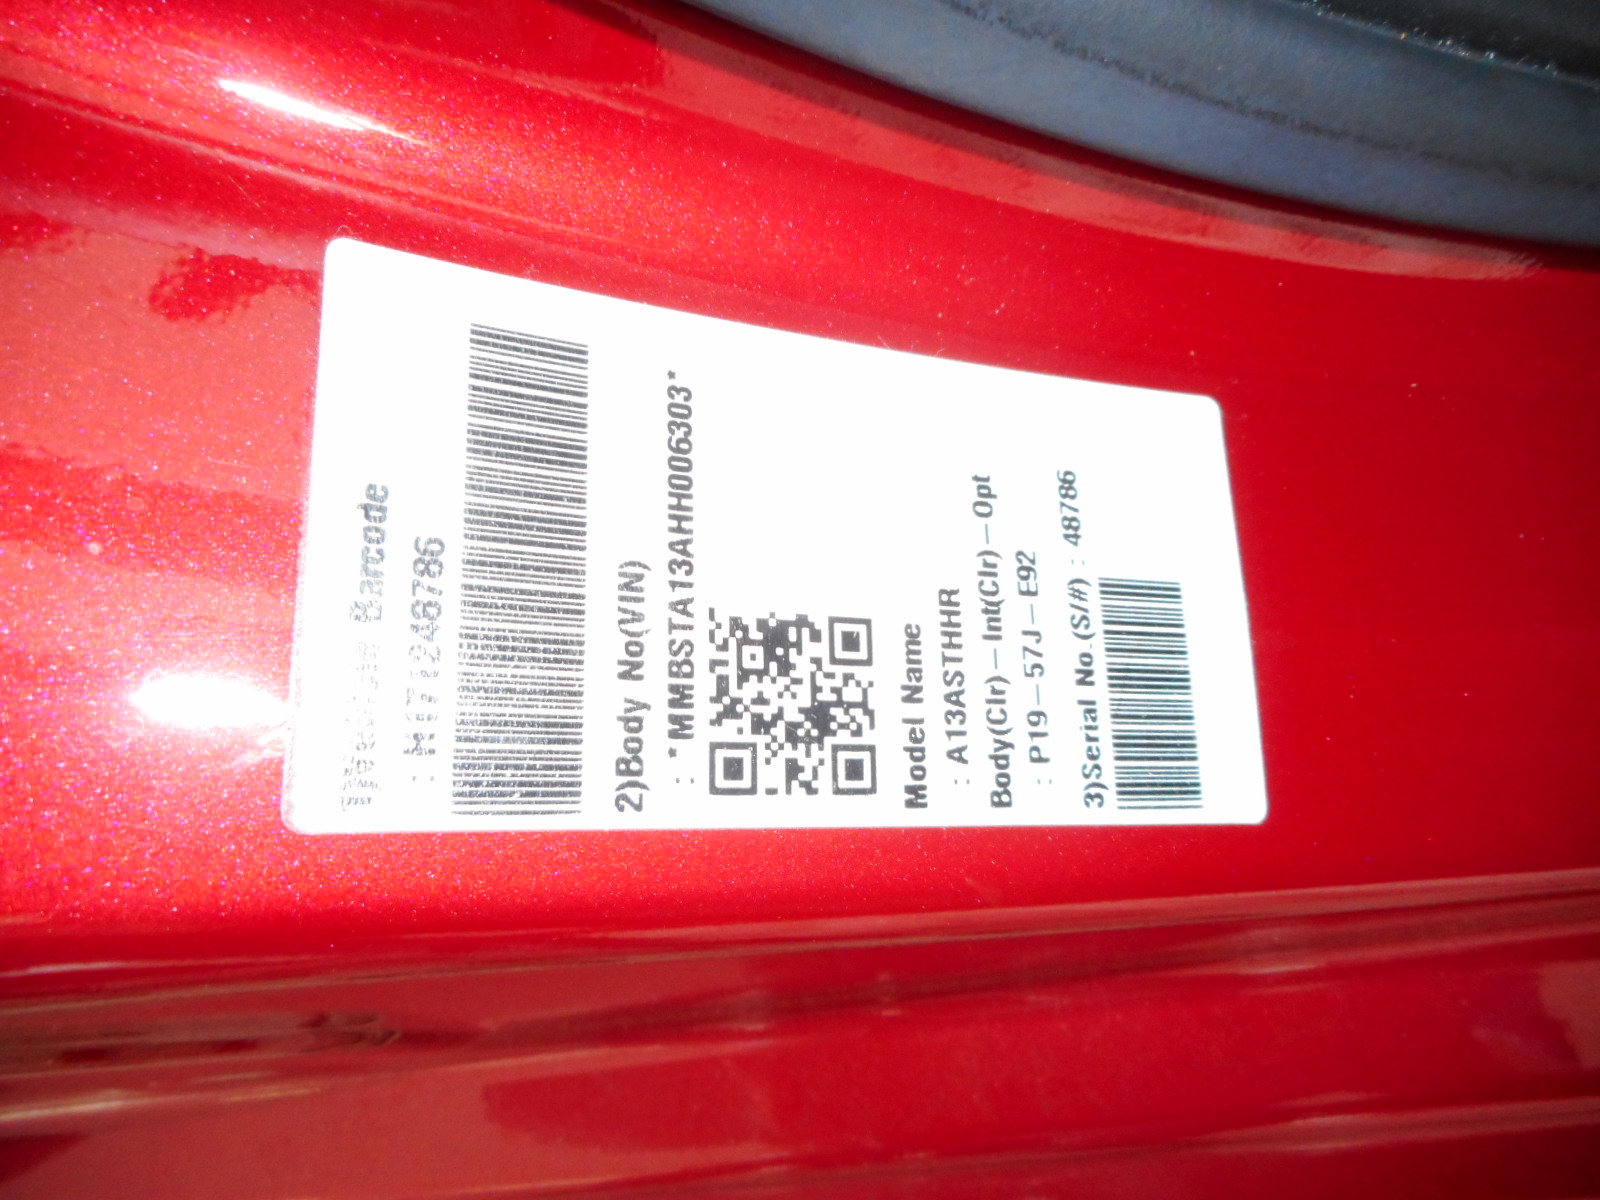 Barcode
48786
2)Body No(VIN)
: *MMBSTA13AHH006303*
Model Name
: A13ASTHHR
Body(Clr)-Int(Clr)-Opt
: P19-57J-E92
3)Serial No.(S/#) : 48786